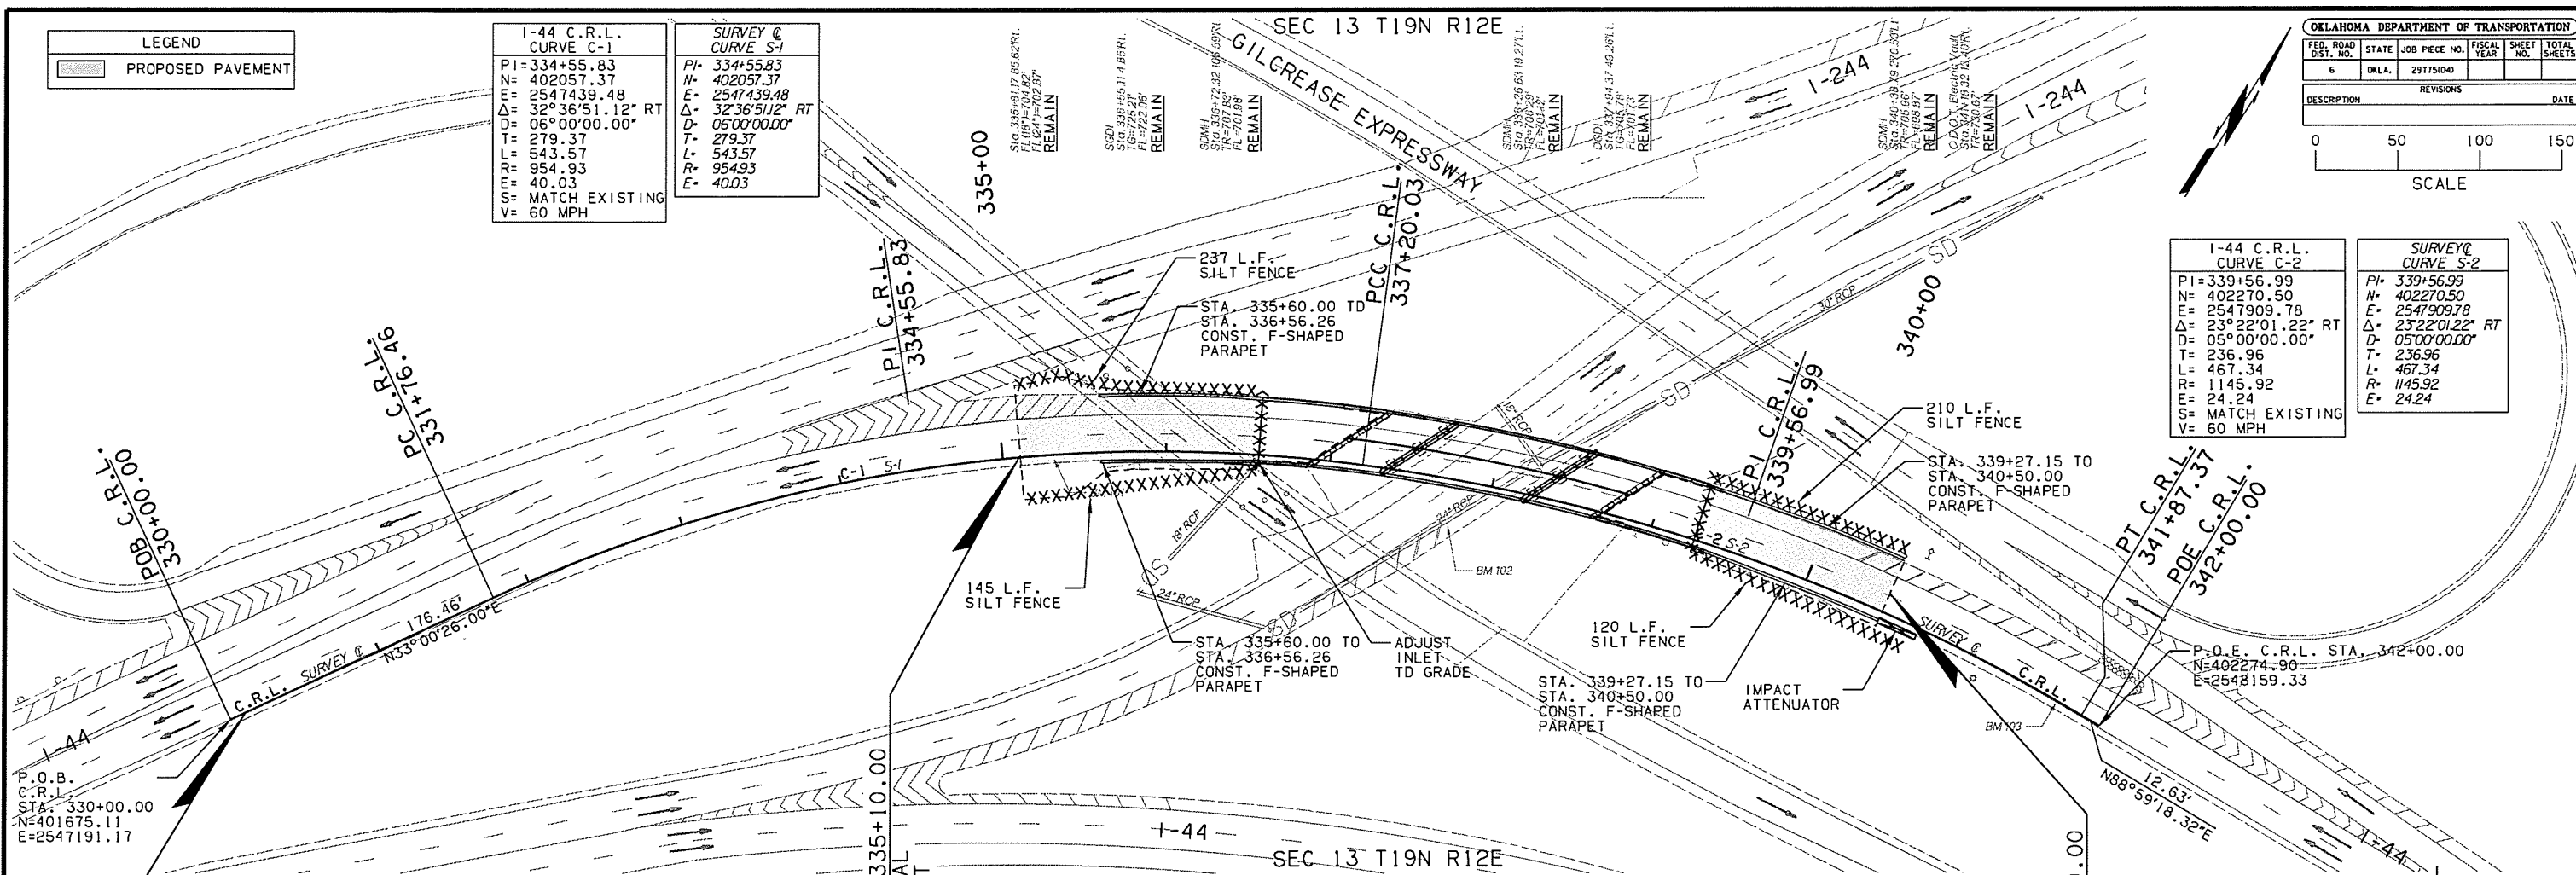 LEGEND
PROPOSED PAVEMENT
I-44 C.R.L.
CURVE C-1
PI=334+55.83
N= 402057.37
E= 2547439.48
Δ= 32°36'51.12" RT
D= 06°00'00.00"
T= 279.37
L= 543.57
R= 954.93
E= 40.03
S= MATCH EXISTING
V= 60 MPH
SURVEY ℄
CURVE S-1
PI= 334+55.83
N= 402057.37
E= 2547439.48
Δ= 32°36'51.12" RT
D= 06°00'00.00"
T= 279.37
L= 543.57
R= 954.93
E= 40.03
SEC 13 T19N R12E
GILCREASE EXPRESSWAY
I-244
I-244
OKLAHOMA DEPARTMENT OF TRANSPORTATION
FED. ROAD DIST. NO.
STATE
JOB PIECE NO.
FISCAL YEAR
SHEET NO.
TOTAL SHEETS
6
OKLA.
29775(04)
REVISIONS
DESCRIPTION
DATE
0 50 100 150
SCALE
I-44 C.R.L.
CURVE C-2
PI=339+56.99
N= 402270.50
E= 2547909.78
Δ= 23°22'01.22" RT
D= 05°00'00.00"
T= 236.96
L= 467.34
R= 1145.92
E= 24.24
S= MATCH EXISTING
V= 60 MPH
SURVEY ℄
CURVE S-2
PI= 339+56.99
N= 402270.50
E= 2547909.78
Δ= 23°22'01.22" RT
D= 05°00'00.00"
T= 236.96
L= 467.34
R= 1145.92
E= 24.24
REMAIN
SGDI
REMAIN
SDMH
REMAIN
SDMH
REMAIN
REMAIN
SDMH
REMAIN
REMAIN
335+00
340+00
POB C.R.L.
330+00.00
PC C.R.L.
331+76.46
PI C.R.L.
334+55.83
PCC C.R.L.
337+20.03
PI C.R.L.
339+56.99
PT C.R.L.
341+87.37
POE C.R.L.
342+00.00
237 L.F.
SILT FENCE
STA. 335+60.00 TO
STA. 336+56.26
CONST. F-SHAPED
PARAPET
210 L.F.
SILT FENCE
STA. 339+27.15 TO
STA. 340+50.00
CONST. F-SHAPED
PARAPET
C-1 S-1
-2 S-2
SD
SD
SD
SD
30" RCP
24" RCP
18" RCP
24" RCP
BM 102
BM 103
145 L.F.
SILT FENCE
STA. 335+60.00 TO
STA. 336+56.26
CONST. F-SHAPED
PARAPET
ADJUST
INLET
TO GRADE
120 L.F.
SILT FENCE
STA. 339+27.15 TO
STA. 340+50.00
CONST. F-SHAPED
PARAPET
IMPACT
ATTENUATOR
C.R.L. SURVEY ℄
176.46'
N33°00'26.00"E
SURVEY ℄
C.R.L.
P.O.E. C.R.L. STA. 342+00.00
N=402274.90
E=2548159.33
12.63'
N88°59'18.32"E
I-44
P.O.B.
C.R.L.
STA. 330+00.00
N=401675.11
E=2547191.17
335+10.00
I-44
I-44
SEC 13 T19N R12E